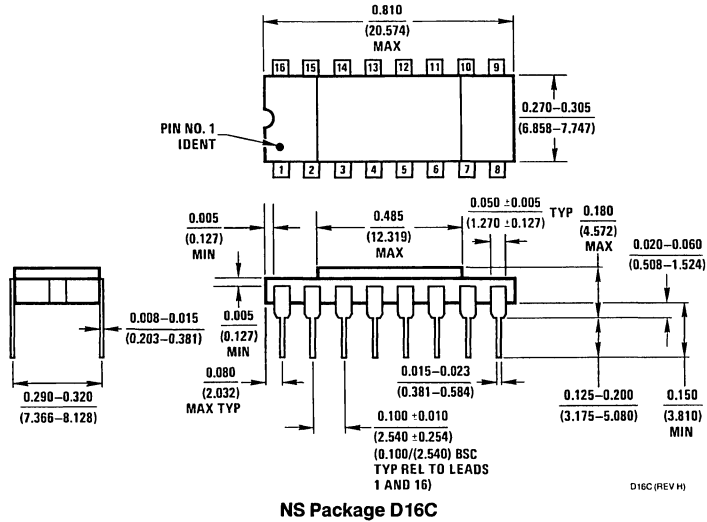 0.810
(20.574)
MAX
16 15 14 13 12 11 10 9
0.270–0.305
(6.858–7.747)
PIN NO. 1
IDENT
1 2 3 4 5 6 7 8
0.005
(0.127)
MIN
0.485
(12.319)
MAX
0.050 ±0.005
(1.270 ±0.127)
TYP
0.180
(4.572)
MAX
0.020–0.060
(0.508–1.524)
0.008–0.015
(0.203–0.381)
0.005
(0.127)
MIN
0.290–0.320
(7.366–8.128)
0.080
(2.032)
MAX TYP
0.015–0.023
(0.381–0.584)
0.100 ±0.010
(2.540 ±0.254)
(0.100/(2.540) BSC
TYP REL TO LEADS
1 AND 16)
0.125–0.200
(3.175–5.080)
0.150
(3.810)
MIN
D16C (REV H)
NS Package D16C